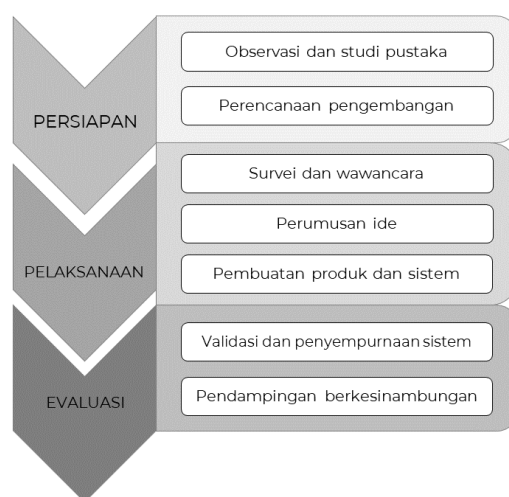 PERSIAPAN
Observasi dan studi pustaka
Perencanaan pengembangan
PELAKSANAAN
Survei dan wawancara
Perumusan ide
Pembuatan produk dan sistem
EVALUASI
Validasi dan penyempurnaan sistem
Pendampingan berkesinambungan